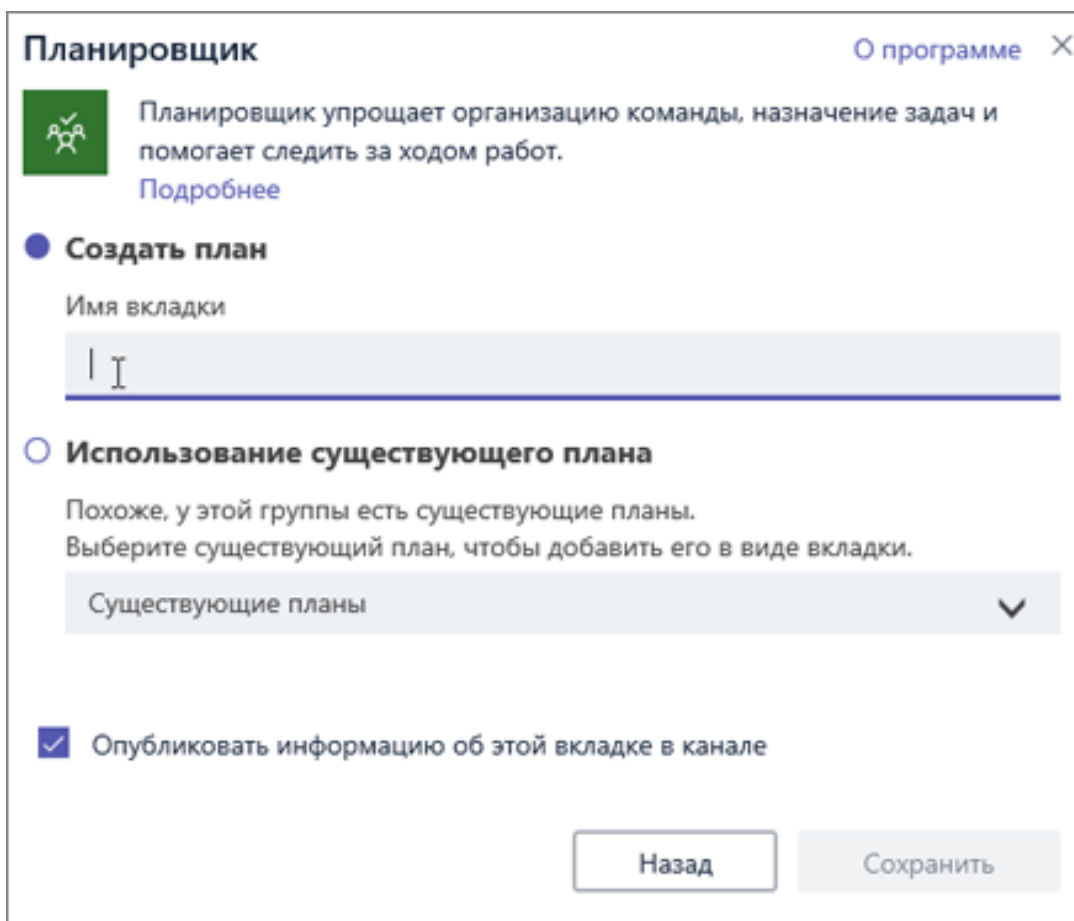 Планировщик
О программе
Планировщик упрощает организацию команды, назначение задач и
помогает следить за ходом работ.
Подробнее
Создать план
Имя вкладки
Использование существующего плана
Похоже, у этой группы есть существующие планы.
Выберите существующий план, чтобы добавить его в виде вкладки.
Существующие планы
Опубликовать информацию об этой вкладке в канале
Назад
Сохранить